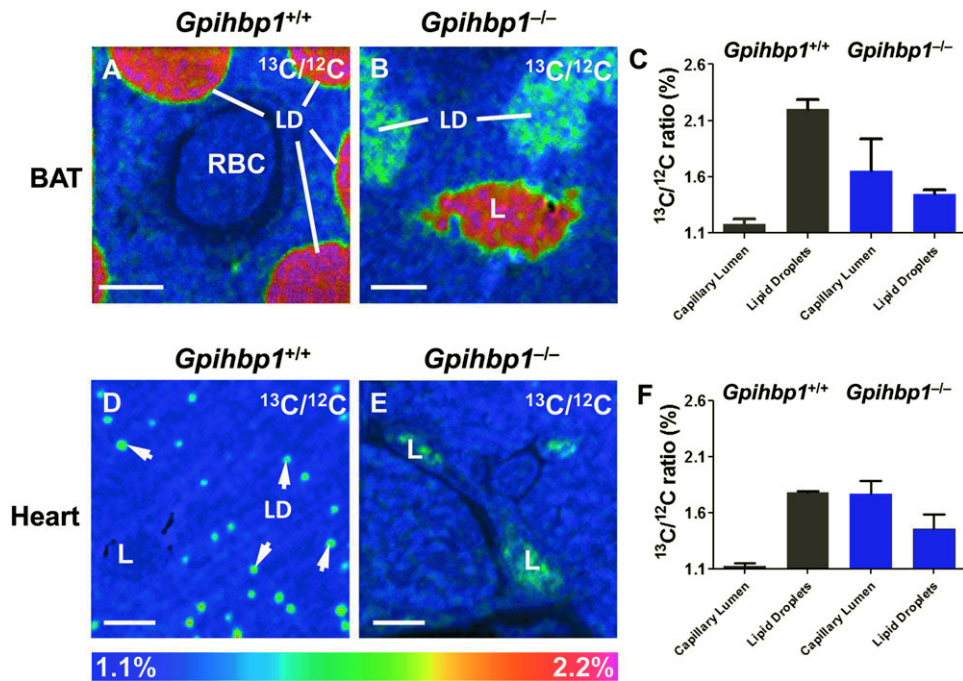 Gpihbp1+/+ Gpihbp1–/–
BAT
A 13C/12C
LD
RBC
B 13C/12C
LD
L
C
Gpihbp1+/+ Gpihbp1–/–
13C/12C ratio (%)
2.6
2.1
1.6
1.1
Capillary Lumen
Lipid Droplets
Capillary Lumen
Lipid Droplets
Gpihbp1+/+ Gpihbp1–/–
Heart
D 13C/12C
LD
L
E 13C/12C
L
L
F
Gpihbp1+/+ Gpihbp1–/–
13C/12C ratio (%)
2.6
2.1
1.6
1.1
Capillary Lumen
Lipid Droplets
Capillary Lumen
Lipid Droplets
1.1% 2.2%